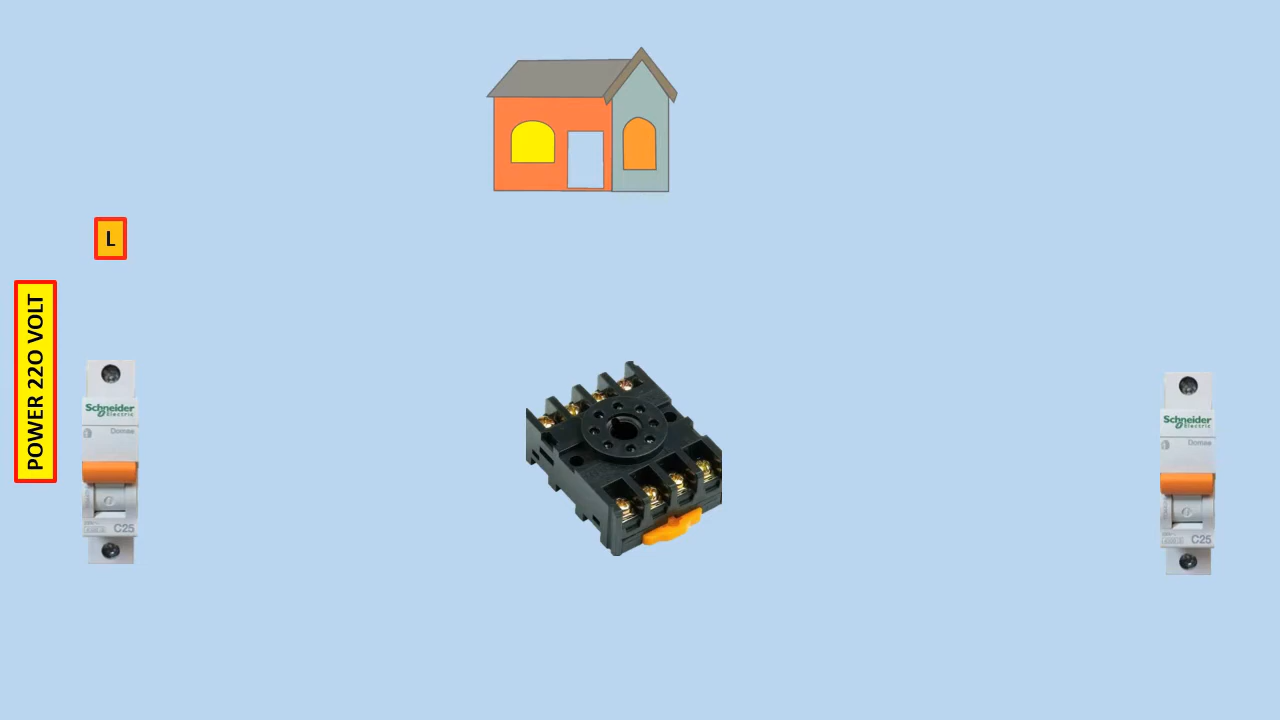 L
POWER 22O VOLT
Schneider
Electric
Domae
C25
Schneider
Electric
Domae
C25